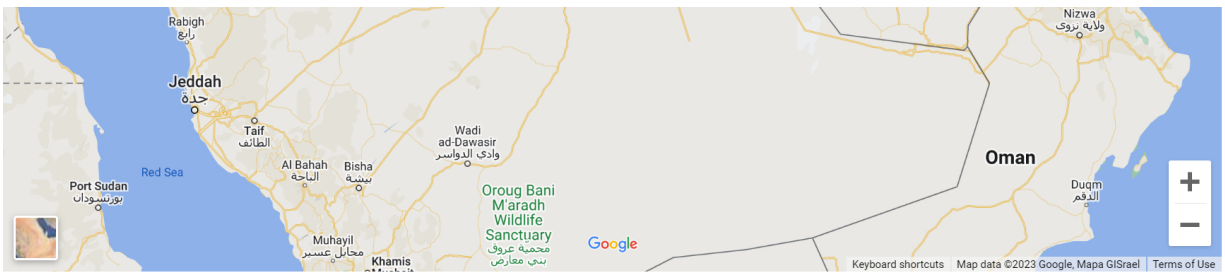 Rabigh
رابغ
Nizwa
ولاية نزوى
Jeddah
جدة
Taif
الطائف
Wadi
ad-Dawasir
وادي الدواسر
Al Bahah
الباحة
Bisha
بيشة
Oman
Red Sea
Port Sudan
بورتسودان
Duqm
الدقم
Oroug Bani
M'aradh
Wildlife
Sanctuary
محمية عروق
بني معارض
Muhayil
محايل عسير
Khamis
Google
Keyboard shortcuts
Map data ©2023 Google, Mapa GISrael
Terms of Use